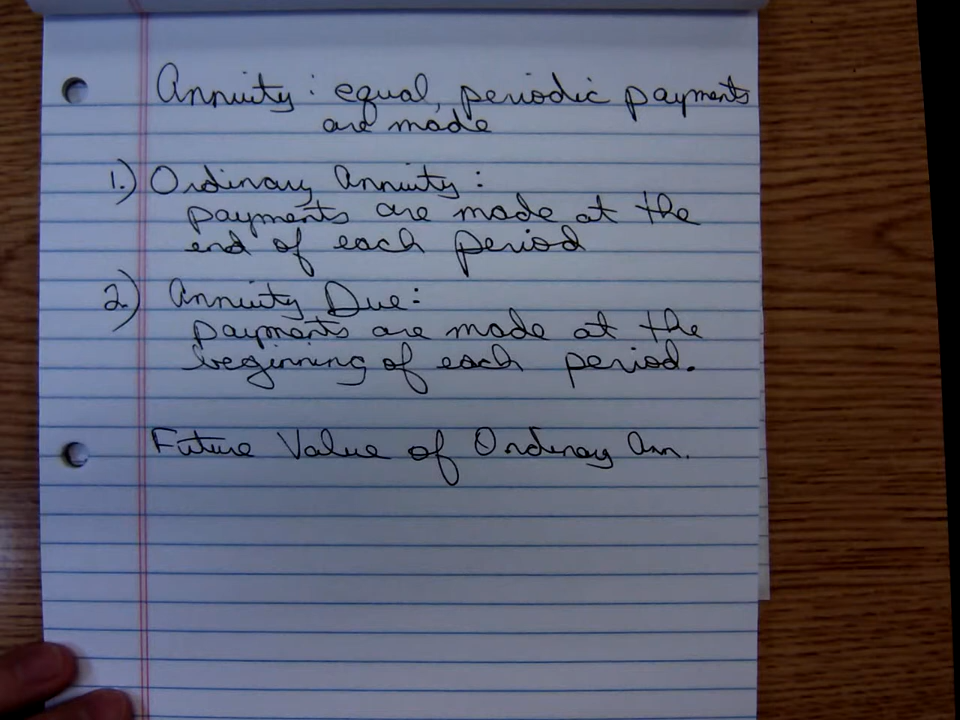 Annuity: equal, periodic payments
are made
1.) Ordinary Annuity:
payments are made at the
end of each period
2.) Annuity Due:
payments are made at the
beginning of each period.
Future Value of Ordinary Ann.